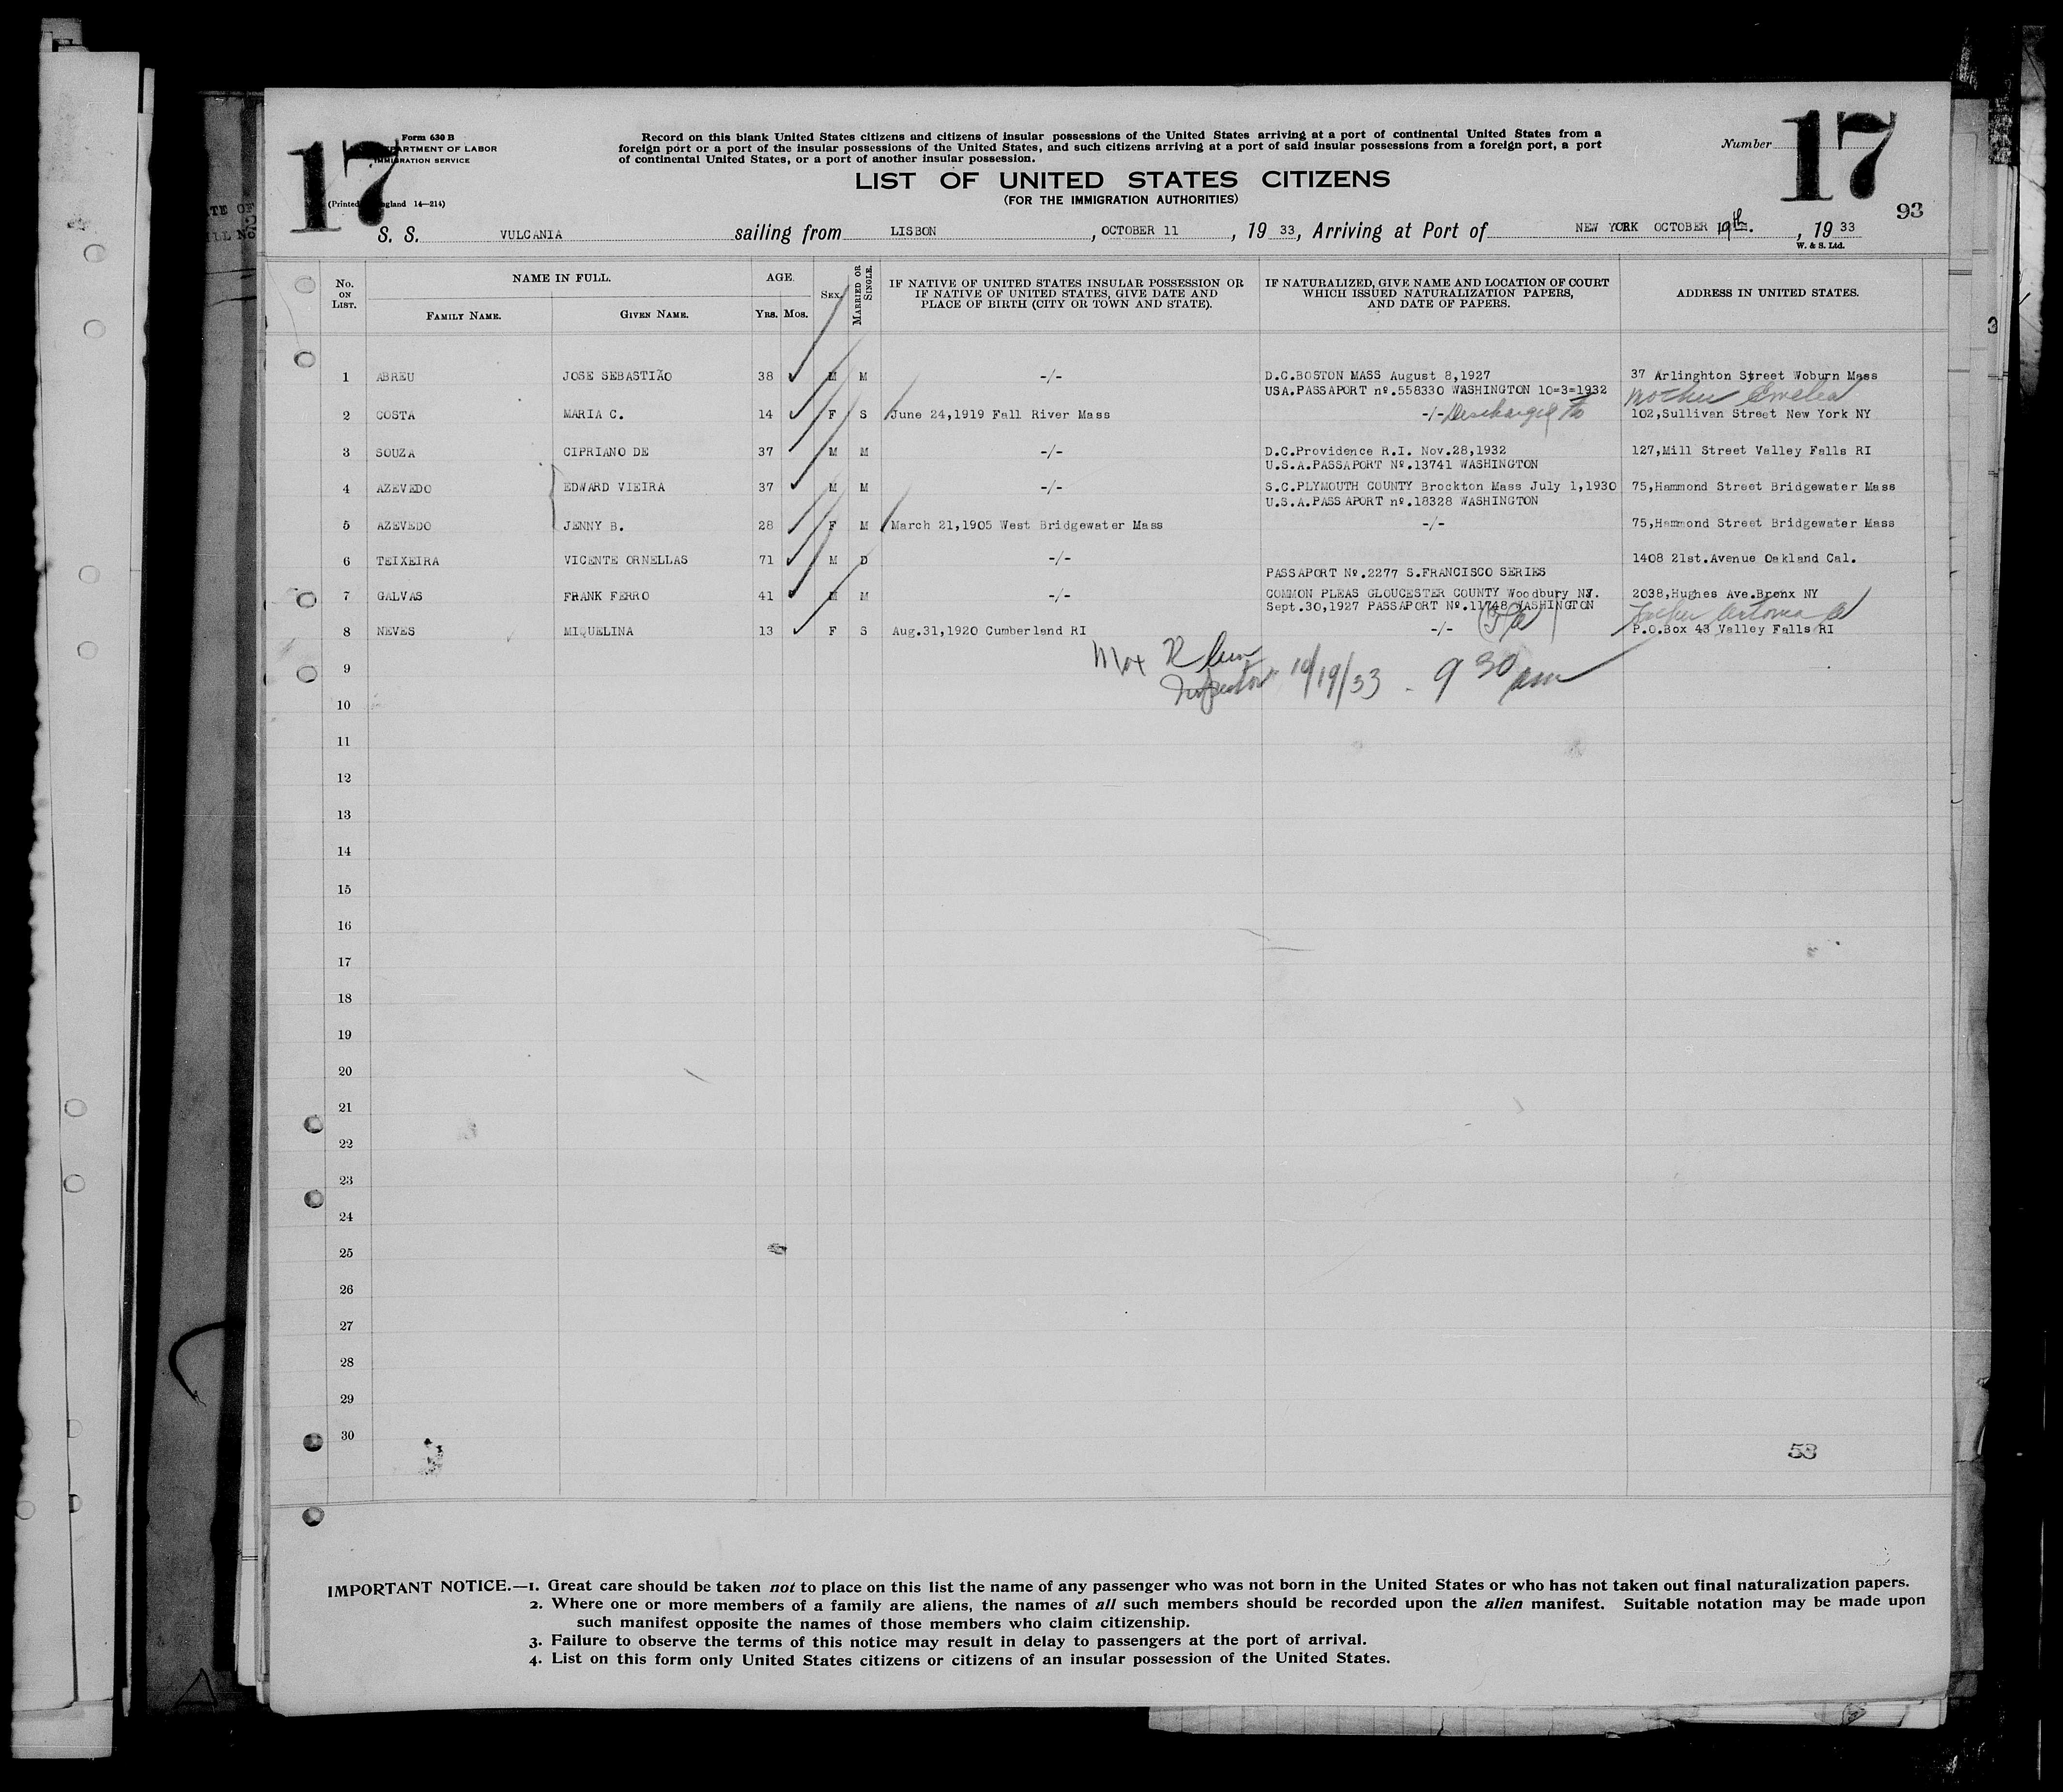 17
Form 630 B
DEPARTMENT OF LABOR
IMMIGRATION SERVICE
(Printed England 14—214)
Record on this blank United States citizens and citizens of insular possessions of the United States arriving at a port of continental United States from a
foreign port or a port of the insular possessions of the United States, and such citizens arriving at a port of said insular possessions from a foreign port, a port
of continental United States, or a port of another insular possession.
Number 17
93
LIST OF UNITED STATES CITIZENS
(FOR THE IMMIGRATION AUTHORITIES)
S. S. VULCANIA sailing from LISBON, OCTOBER 11, 19 33, Arriving at Port of NEW YORK OCTOBER 19th., 19 33
W. & S. Ltd.
No. ON LIST. NAME IN FULL. AGE. SEX. MARRIED OR SINGLE. IF NATIVE OF UNITED STATES INSULAR POSSESSION OR IF NATIVE OF UNITED STATES, GIVE DATE AND PLACE OF BIRTH (CITY OR TOWN AND STATE). IF NATURALIZED, GIVE NAME AND LOCATION OF COURT WHICH ISSUED NATURALIZATION PAPERS, AND DATE OF PAPERS. ADDRESS IN UNITED STATES.
FAMILY NAME. GIVEN NAME. YRS. MOS.
1 ABREU JOSE SEBASTIÃO 38 M M -/- D.C.BOSTON MASS August 8,1927 37 Arlinghton Street Woburn Mass
USA.PASSAPORT nº.558330 WASHINGTON 10=3=1932
mother Emelia
2 COSTA MARIA C. 14 F S June 24,1919 Fall River Mass -/- Discharged to 102,Sullivan Street New York NY
3 SOUZA CIPRIANO DE 37 M M -/- D.C.Providence R.I. Nov.28,1932 127,Mill Street Valley Falls RI
U.S.A.PASSAPORT Nº.13741 WASHINGTON
4 AZEVEDO EDWARD VIEIRA 37 M M -/- S.C.PLYMOUTH COUNTY Brockton Mass July 1,1930 75,Hammond Street Bridgewater Mass
U.S.A.PASSAPORT nº.18328 WASHINGTON
5 AZEVEDO JENNY B. 28 F M March 21,1905 West Bridgewater Mass -/- 75,Hammond Street Bridgewater Mass
6 TEIXEIRA VICENTE ORNELLAS 71 M D -/- 1408 21st.Avenue Oakland Cal.
PASSAPORT Nº.2277 S.FRANCISCO SERIES
7 GALVAS FRANK FERRO 41 M M -/- COMMON PLEAS GLOUCESTER COUNTY Woodbury NJ. 2038,Hughes Ave.Bronx NY
Sept.30,1927 PASSAPORT Nº.11748 WASHINGTON
8 NEVES MIQUELINA 13 F S Aug.31,1920 Cumberland RI -/- P.O.Box 43 Valley Falls RI
Inspector 10/19/33 - 9 30 am
9
10
11
12
13
14
15
16
17
18
19
20
21
22
23
24
25
26
27
28
29
30
53
IMPORTANT NOTICE.—1. Great care should be taken not to place on this list the name of any passenger who was not born in the United States or who has not taken out final naturalization papers.
2. Where one or more members of a family are aliens, the names of all such members should be recorded upon the alien manifest. Suitable notation may be made upon
such manifest opposite the names of those members who claim citizenship.
3. Failure to observe the terms of this notice may result in delay to passengers at the port of arrival.
4. List on this form only United States citizens or citizens of an insular possession of the United States.